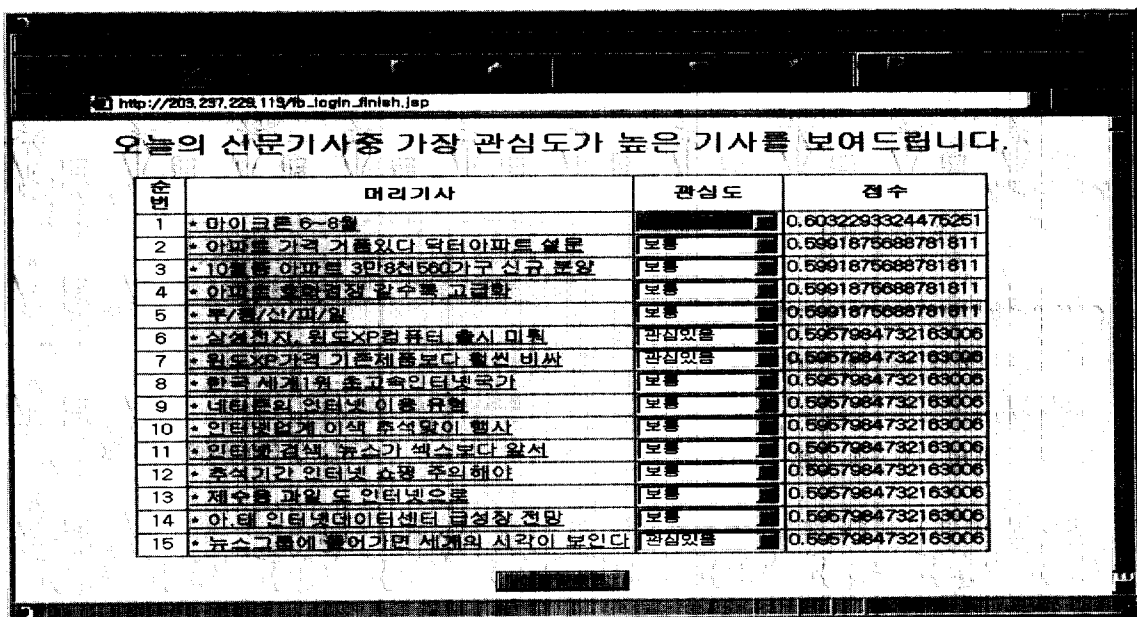 http://203.237.229.113/fb_login_finish.jsp
오늘의 신문기사중 가장 관심도가 높은 기사를 보여드립니다.
순번 머리기사 관심도 점수
1 * 마이크론 6~8월 0.6032293324475251
2 * 아파트 가격 거품있다 닥터아파트 설문 보통 0.5991875688781811
3 * 10월중 아파트 3만8천560가구 신규 분양 보통 0.5991875688781811
4 * 아파트 호화경쟁 갈수록 고급화 보통 0.5991875688781811
5 * 부/동/산/파/일 보통 0.5991875688781811
6 * 삼성전자, 윈도XP컴퓨터 출시 미뤄 관심있음 0.5957984732163006
7 * 윈도XP가격 기존제품보다 훨씬 비싸 관심있음 0.5957984732163006
8 * 한국 세계1위 초고속인터넷국가 보통 0.5957984732163006
9 * 네티즌의 인터넷 이용 유형 보통 0.5957984732163006
10 * 인터넷업계 이색 추석맞이 행사 보통 0.5957984732163006
11 * 인터넷 검색, 뉴스가 섹스보다 앞서 보통 0.5957984732163006
12 * 추석기간 인터넷 쇼핑 주의해야 보통 0.5957984732163006
13 * 제수용 과일 도 인터넷으로 보통 0.5957984732163006
14 * 아.태 인터넷데이터센터 급성장 전망 보통 0.5957984732163006
15 * 뉴스그룹에 들어가면 세계의 시각이 보인다 관심있음 0.5957984732163006